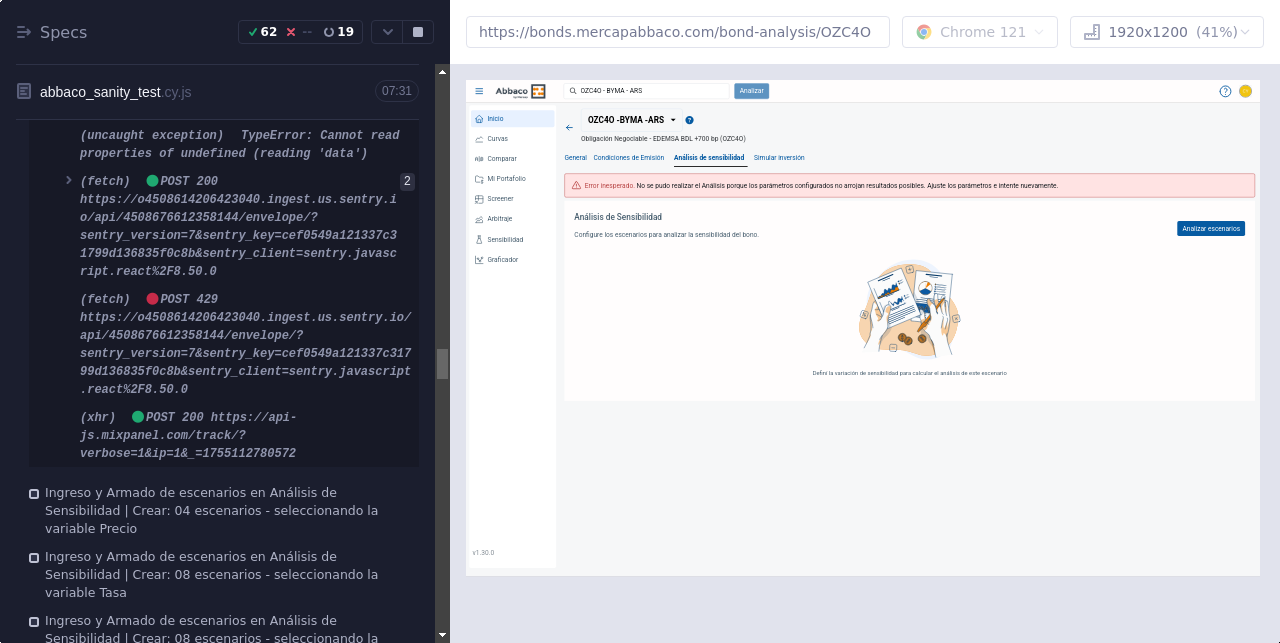 Specs
62
--
19
abbaco_sanity_test.cy.js
07:31
(uncaught exception) TypeError: Cannot read
properties of undefined (reading 'data')
(fetch) POST 200
2
https://o4508614206423040.ingest.us.sentry.i
o/api/4508676612358144/envelope/?
sentry_version=7&sentry_key=cef0549a121337c3
1799d136835f0c8b&sentry_client=sentry.javasc
ript.react%2F8.50.0
(fetch) POST 429
https://o4508614206423040.ingest.us.sentry.io/
api/4508676612358144/envelope/?
sentry_version=7&sentry_key=cef0549a121337c317
99d136835f0c8b&sentry_client=sentry.javascript
.react%2F8.50.0
(xhr) POST 200 https://api-
js.mixpanel.com/track/?
verbose=1&ip=1&_=1755112780572
Ingreso y Armado de escenarios en Análisis de
Sensibilidad | Crear: 04 escenarios - seleccionando la
variable Precio
Ingreso y Armado de escenarios en Análisis de
Sensibilidad | Crear: 08 escenarios - seleccionando la
variable Tasa
Ingreso y Armado de escenarios en Análisis de
Sensibilidad | Crear: 08 escenarios - seleccionando la
https://bonds.mercapabbaco.com/bond-analysis/OZC4O
Chrome 121
1920x1200 (41%)
Abbaco
OZC4O - BYMA - ARS
Analizar
Inicio
Curvas
Comparar
Mi Portafolio
Screener
Arbitraje
Sensibilidad
Graficador
v1.30.0
OZC4O -BYMA -ARS
Obligación Negociable - EDEMSA BDL +700 bp (OZC4O)
General
Condiciones de Emisión
Análisis de sensibilidad
Simular inversión
Error inesperado. No se pudo realizar el Análisis porque los parámetros configurados no arrojan resultados posibles. Ajuste los parámetros e intente nuevamente.
Análisis de Sensibilidad
Configure los escenarios para analizar la sensibilidad del bono.
Analizar escenarios
Definí la variación de sensibilidad para calcular el análisis de este escenario